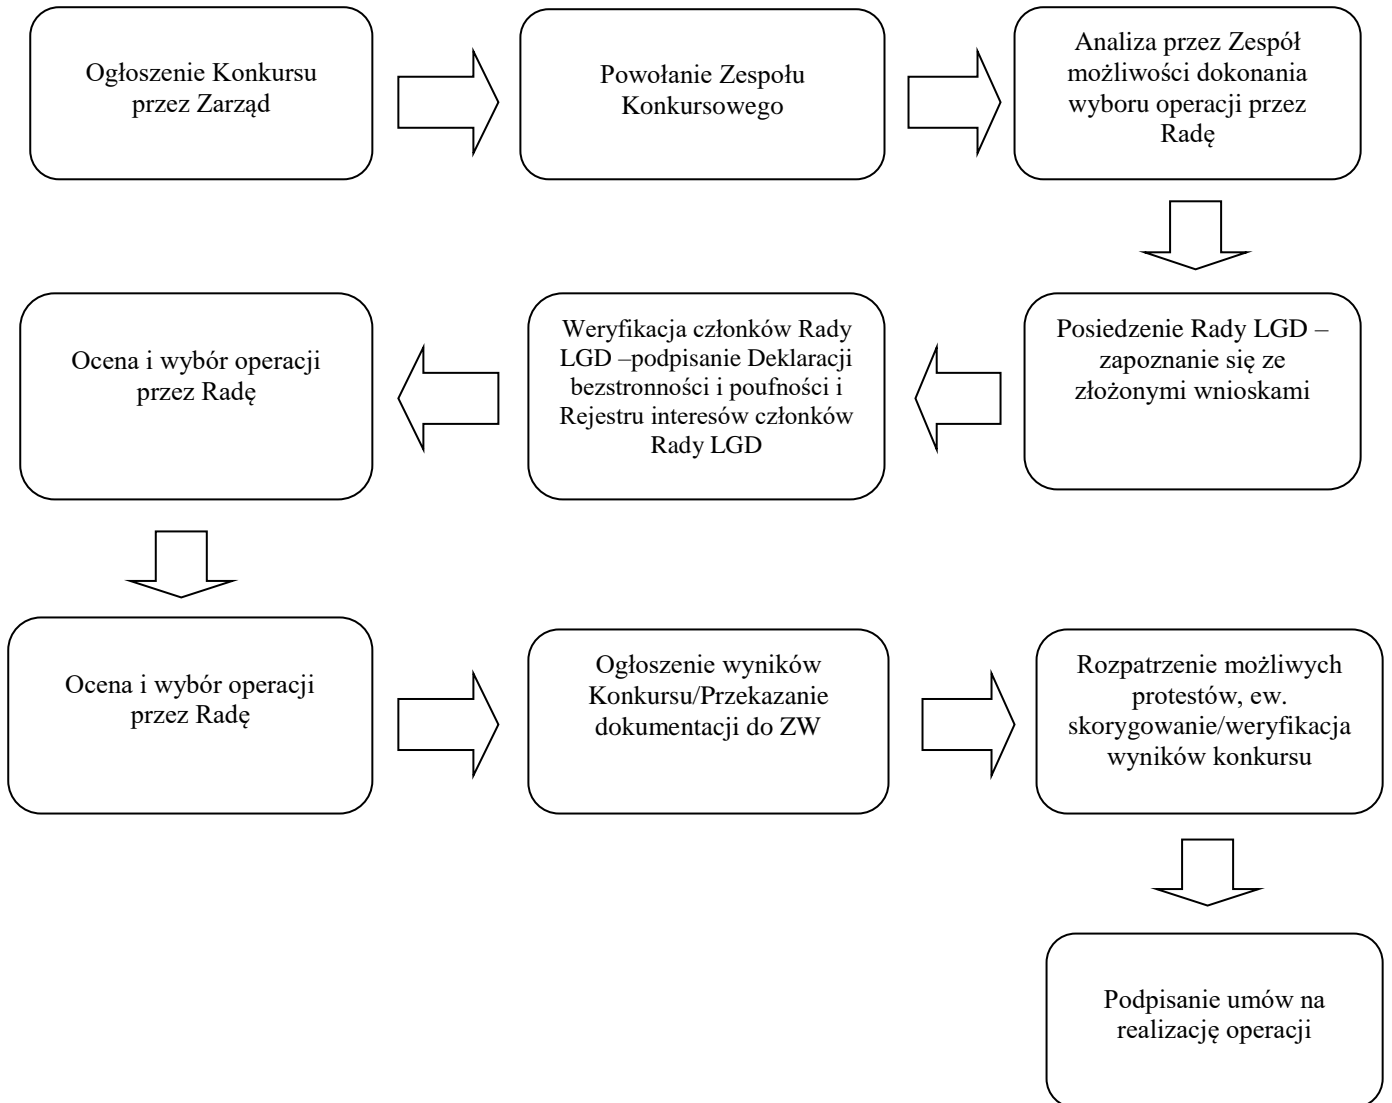 Ogłoszenie Konkursu
przez Zarząd
Powołanie Zespołu
Konkursowego
Analiza przez Zespół
możliwości dokonania
wyboru operacji przez
Radę
Posiedzenie Rady LGD –
zapoznanie się ze
złożonymi wnioskami
Weryfikacja członków Rady
LGD –podpisanie Deklaracji
bezstronności i poufności i
Rejestru interesów członków
Rady LGD
Ocena i wybór operacji
przez Radę
Ocena i wybór operacji
przez Radę
Ogłoszenie wyników
Konkursu/Przekazanie
dokumentacji do ZW
Rozpatrzenie możliwych
protestów, ew.
skorygowanie/weryfikacja
wyników konkursu
Podpisanie umów na
realizację operacji